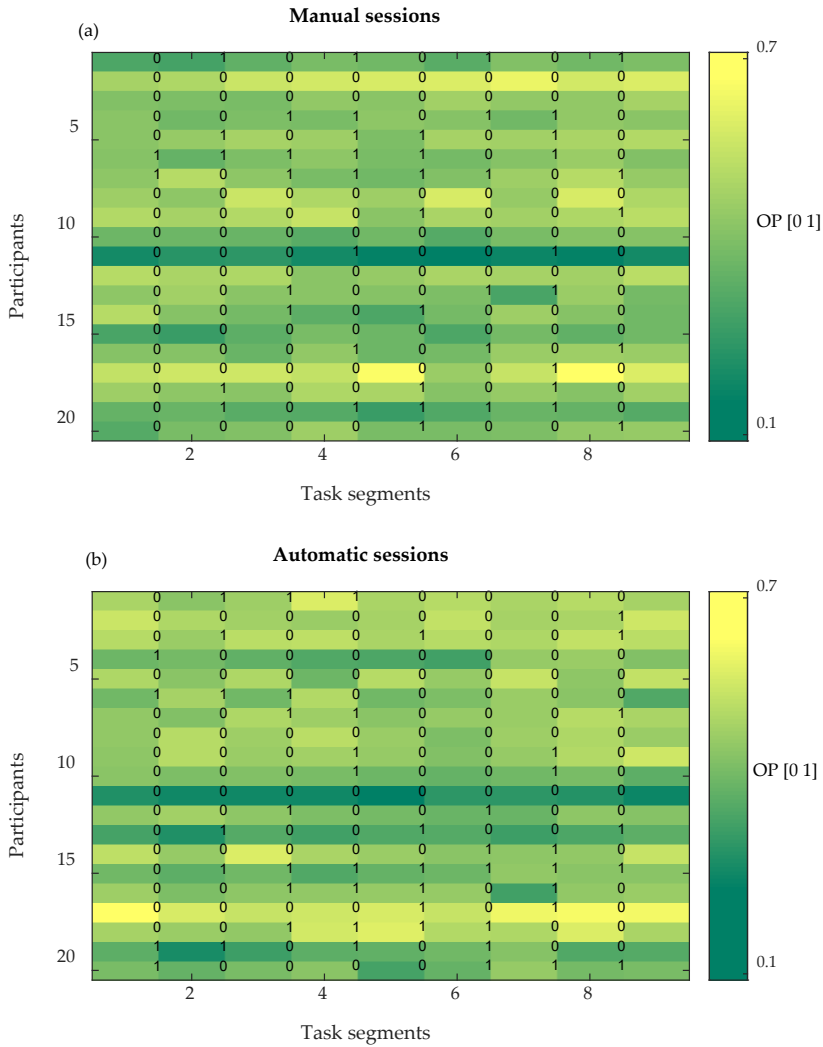 Manual sessions
(a)
0.7
0 1 0 1 0 1 0 1
0 0 0 0 0 0 0 0
0 0 0 0 0 0 0 0
0 0 1 1 0 1 1 0
5
0 1 0 1 1 0 1 0
1 1 1 1 1 0 1 0
1 0 1 1 1 1 0 1
0 0 0 0 0 0 0 0
0 0 0 0 1 0 0 1
10
0 0 0 0 0 0 0 0
0 0 0 1 0 0 1 0
0 0 0 0 0 0 0 0
0 0 1 0 0 1 1 0
0 0 1 0 1 0 0 0
15
0 0 0 0 0 0 0 0
0 0 0 1 0 1 0 1
0 0 0 0 0 0 1 0
0 1 0 0 1 0 1 0
0 1 0 1 1 1 1 0
20
0 0 0 0 1 0 0 1
Participants
OP [0 1]
0.1
2 4 6 8
Task segments
Automatic sessions
(b)
0.7
0 1 1 1 0 0 0 0
0 0 0 0 0 0 0 1
0 1 0 0 1 0 0 0
1 0 0 0 0 0 0 0
5
0 0 0 0 0 0 0 0
1 1 1 0 0 0 0 0
0 0 1 1 0 0 0 1
0 0 0 0 0 0 0 0
0 0 0 1 0 0 1 0
10
0 0 0 1 0 0 1 0
0 0 0 0 0 0 0 0
0 0 1 0 0 1 0 0
0 1 0 0 1 0 0 1
0 0 0 0 0 1 1 0
15
0 1 0 1 1 1 1 0
0 0 1 1 1 0 1 0
0 0 0 0 0 0 1 1
0 0 1 1 1 0 0 0
1 1 0 1 1 1 0 0
20
1 0 0 0 0 1 1 1
Participants
OP [0 1]
0.1
2 4 6 8
Task segments